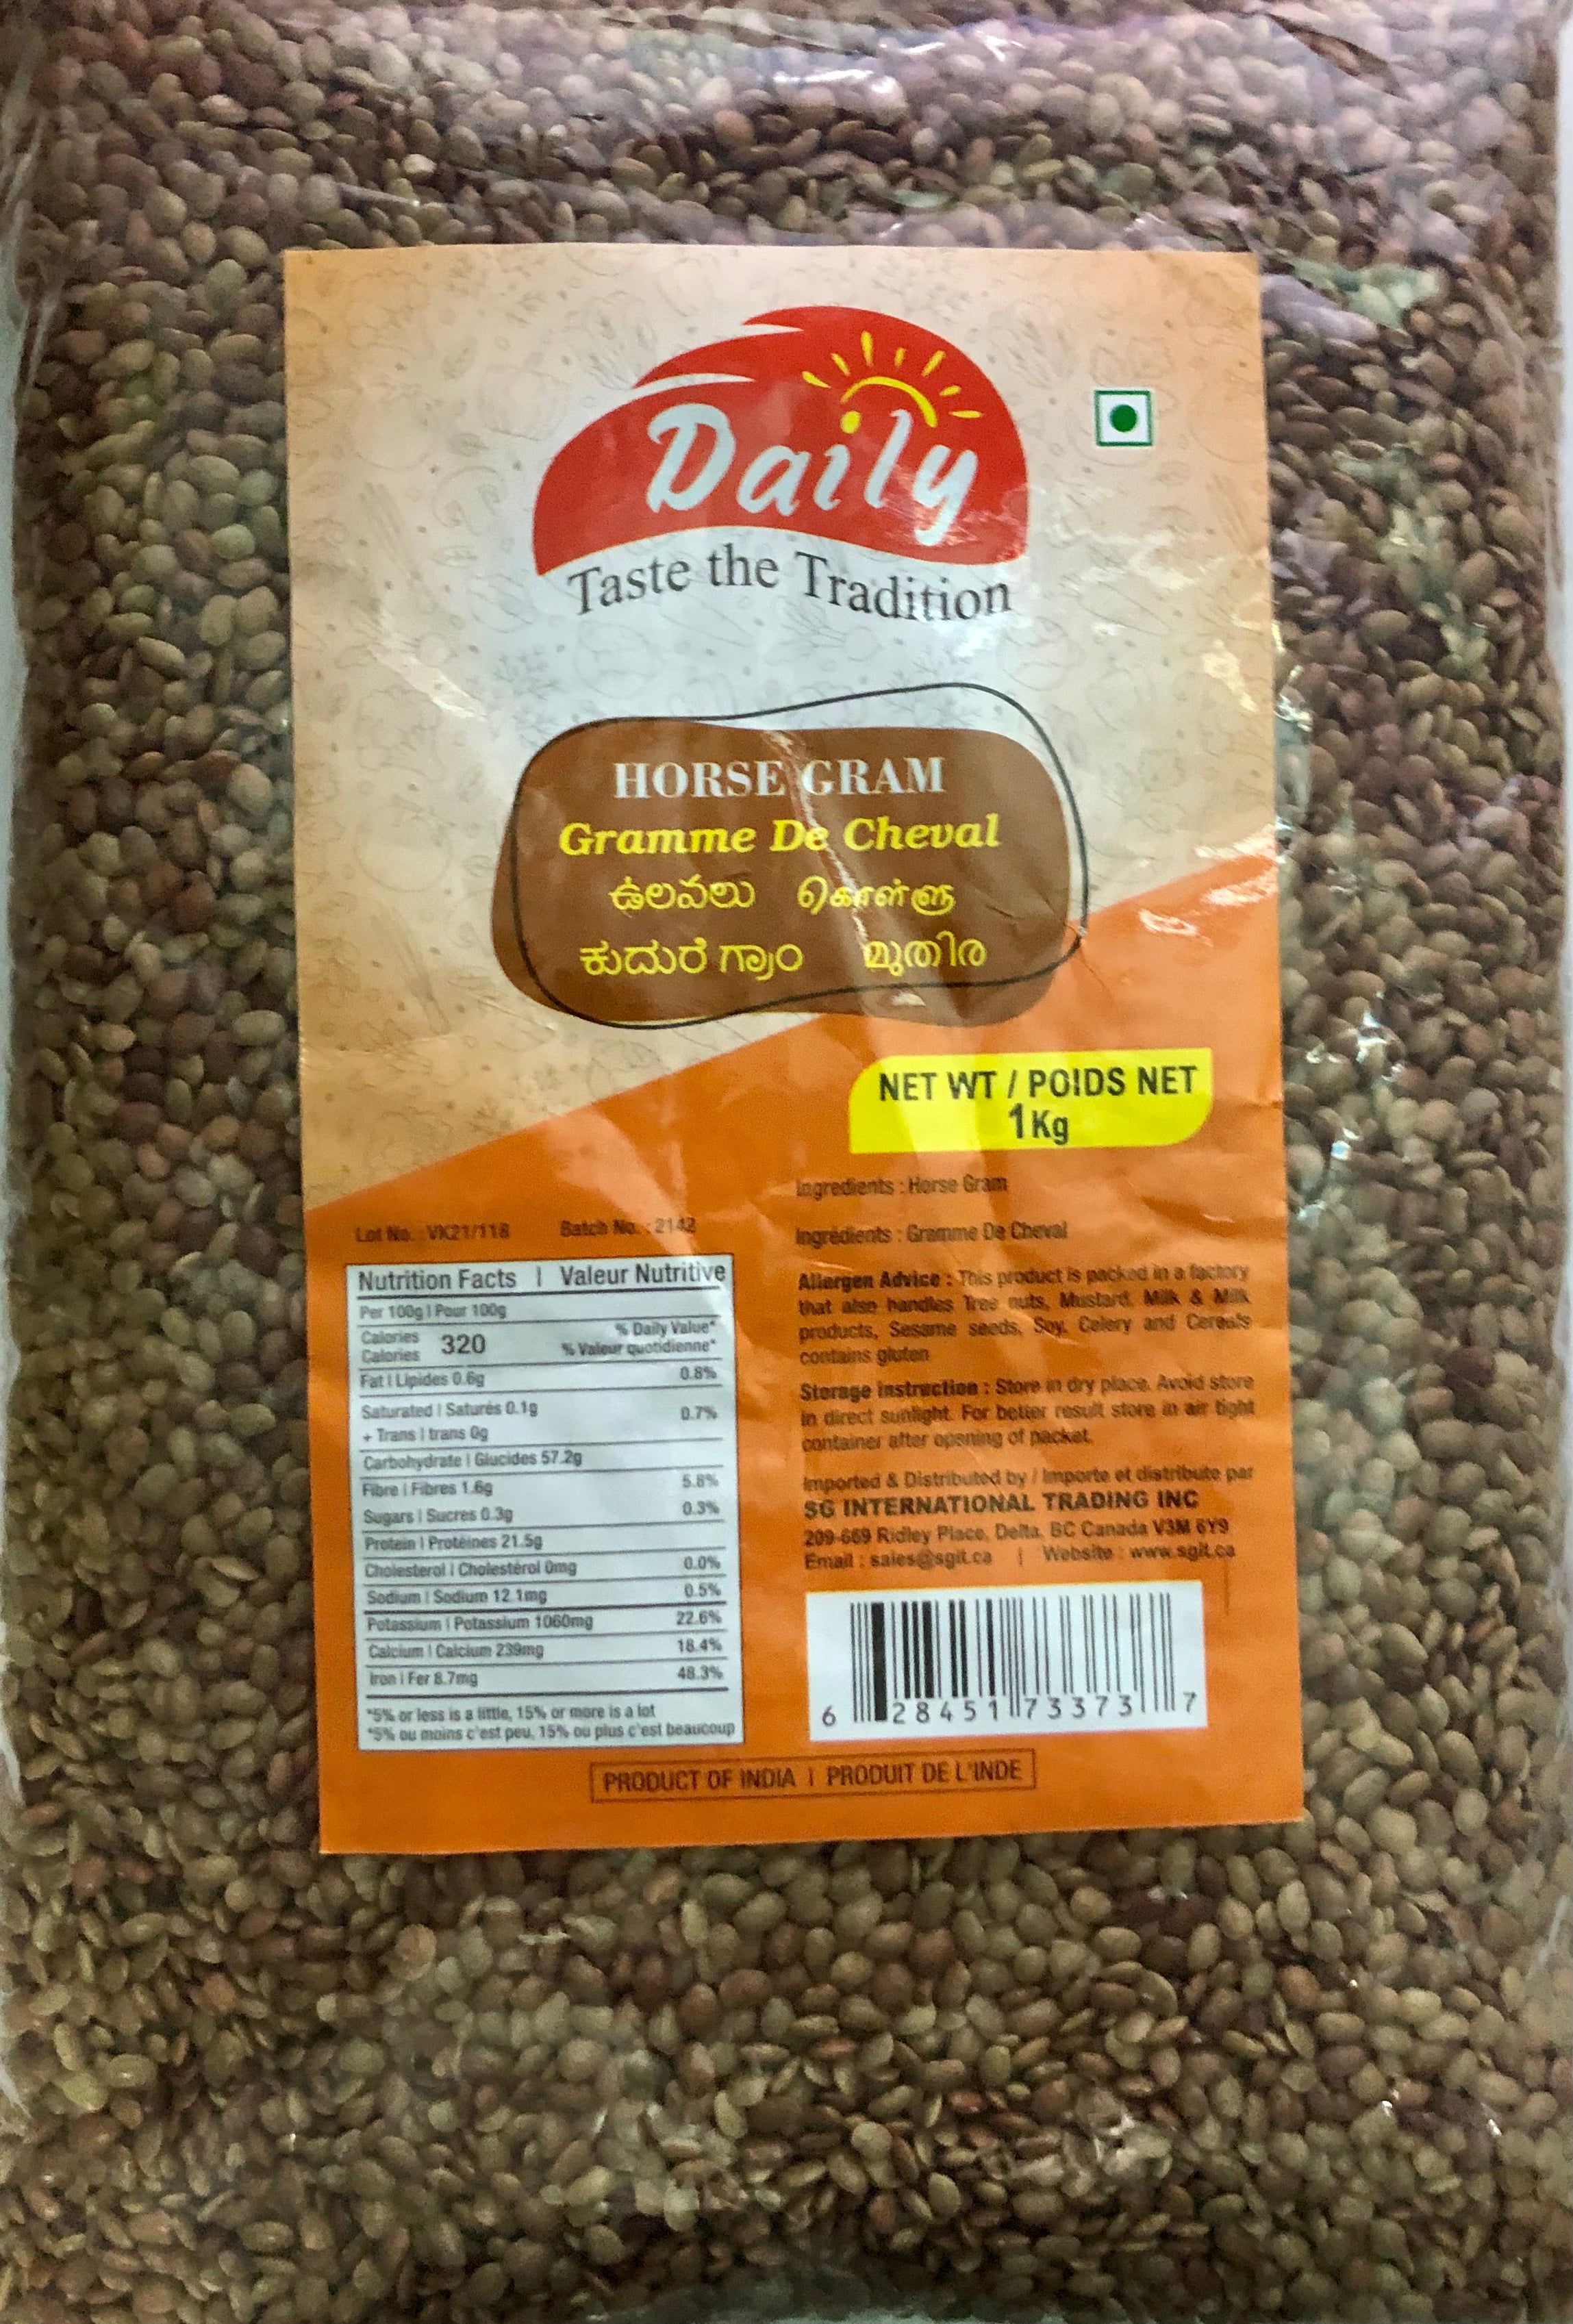 Daily
Taste the Tradition
HORSE GRAM
Gramme De Cheval
ఉలవలు கொள்ளு
ಕುದುರೆ ಗ್ರಾಂ മുതിര
NET WT / POIDS NET
1Kg
Ingredients : Horse Gram
Ingrédients : Gramme De Cheval
Lot No. : VK21/118 Batch No. : 2142
Nutrition Facts | Valeur Nutritive
Per 100g | Pour 100g
Calories
Calories 320
% Daily Value*
% Valeur quotidienne*
Fat | Lipides 0.6g 0.8%
Saturated | Saturés 0.1g 0.7%
+ Trans | trans 0g
Carbohydrate | Glucides 57.2g
Fibre | Fibres 1.6g 5.8%
Sugars | Sucres 0.3g 0.3%
Protein | Protéines 21.5g
Cholesterol | Cholestérol 0mg 0.0%
Sodium | Sodium 12.1mg 0.5%
Potassium | Potassium 1060mg 22.6%
Calcium | Calcium 239mg 18.4%
Iron | Fer 8.7mg 48.3%
*5% or less is a little, 15% or more is a lot
*5% ou moins c'est peu, 15% ou plus c'est beaucoup
Allergen Advice : This product is packed in a factory
that also handles Tree nuts, Mustard, Milk & Milk
products, Sesame seeds, Soy, Celery and Cereals
contains gluten
Storage instruction : Store in dry place. Avoid store
in direct sunlight. For better result store in air tight
container after opening of packet.
Imported & Distributed by / Importe et distribute par
SG INTERNATIONAL TRADING INC
209-669 Ridley Place, Delta, BC Canada V3M 6Y9
Email : sales@sgit.ca | Website : www.sgit.ca
6 28451 73373 7
PRODUCT OF INDIA | PRODUIT DE L'INDE